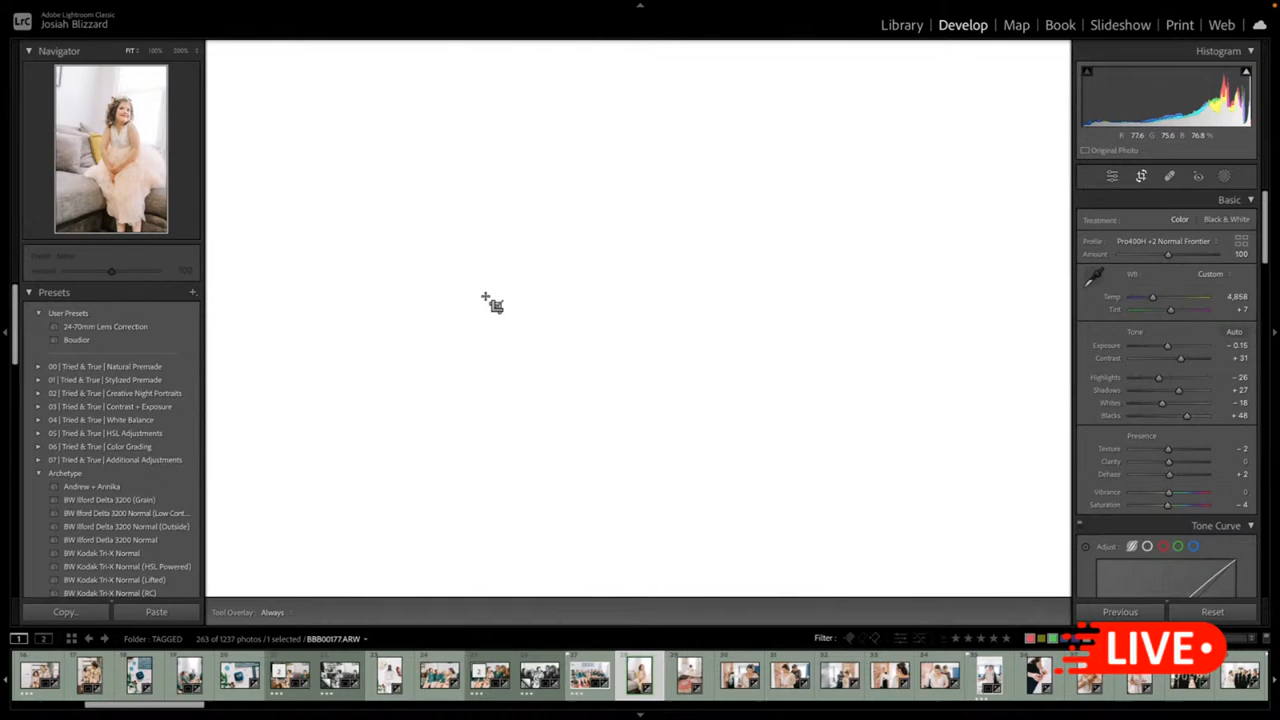 LrC
Adobe Lightroom Classic
Josiah Blizzard
Library | Develop | Map | Book | Slideshow | Print | Web
Navigator FIT 100% 200%
Presets +
User Presets
24-70mm Lens Correction
Boudior
00 | Tried & True | Natural Premade
01 | Tried & True | Stylized Premade
02 | Tried & True | Creative Night Portraits
03 | Tried & True | Contrast + Exposure
04 | Tried & True | White Balance
05 | Tried & True | HSL Adjustments
06 | Tried & True | Color Grading
07 | Tried & True | Additional Adjustments
Archetype
Andrew + Annika
BW Ilford Delta 3200 (Grain)
BW Ilford Delta 3200 Normal (Low Cont...
BW Ilford Delta 3200 Normal (Outside)
BW Ilford Detla 3200 Normal
BW Kodak Tri-X Normal
BW Kodak Tri-X Normal (HSL Powered)
BW Kodak Tri-X Normal (Lifted)
BW Kodak Tri-X Normal (RC)
Copy... Paste
Tool Overlay: Always
Histogram
R 77.6 G 75.6 B 76.8 %
Original Photo
Basic
Treatment: Color Black & White
Profile: Pro400H +2 Normal Frontier
Amount 100
WB: Custom
Temp 4,858
Tint + 7
Tone Auto
Exposure − 0.15
Contrast + 31
Highlights − 26
Shadows + 27
Whites − 18
Blacks + 48
Presence
Texture − 2
Clarity 0
Dehaze + 2
Vibrance 0
Saturation − 4
Tone Curve
Adjust:
Previous Reset
1 2 Folder : TAGGED 263 of 1237 photos / 1 selected / BBB00177.ARW Filter :
LIVE